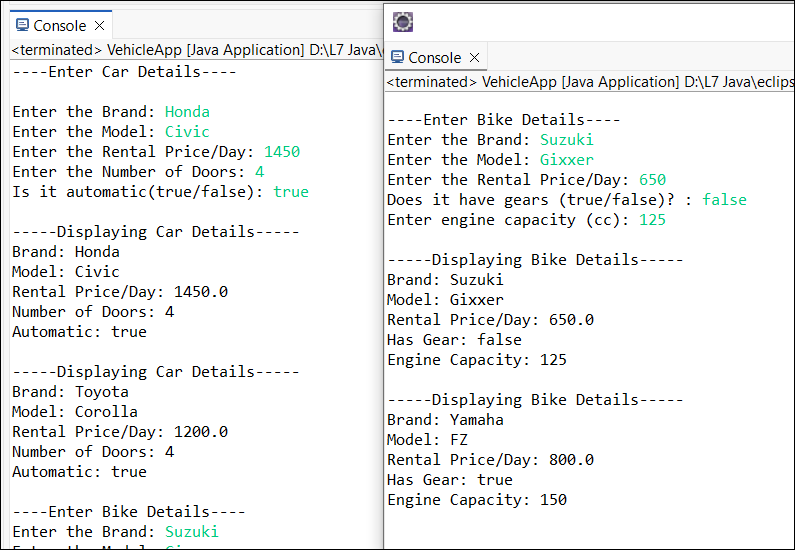 Console
<terminated> VehicleApp [Java Application] D:\L7 Java\
----Enter Car Details----
Enter the Brand: Honda
Enter the Model: Civic
Enter the Rental Price/Day: 1450
Enter the Number of Doors: 4
Is it automatic(true/false): true
-----Displaying Car Details-----
Brand: Honda
Model: Civic
Rental Price/Day: 1450.0
Number of Doors: 4
Automatic: true
-----Displaying Car Details-----
Brand: Toyota
Model: Corolla
Rental Price/Day: 1200.0
Number of Doors: 4
Automatic: true
----Enter Bike Details----
Enter the Brand: Suzuki
Console
<terminated> VehicleApp [Java Application] D:\L7 Java\eclips
----Enter Bike Details----
Enter the Brand: Suzuki
Enter the Model: Gixxer
Enter the Rental Price/Day: 650
Does it have gears (true/false)? : false
Enter engine capacity (cc): 125
-----Displaying Bike Details-----
Brand: Suzuki
Model: Gixxer
Rental Price/Day: 650.0
Has Gear: false
Engine Capacity: 125
-----Displaying Bike Details-----
Brand: Yamaha
Model: FZ
Rental Price/Day: 800.0
Has Gear: true
Engine Capacity: 150